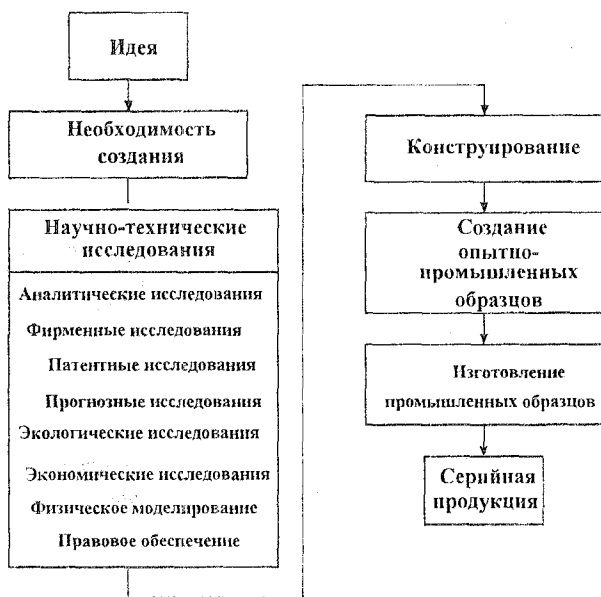 Идея
Необходимость
создания
Научно-технические
исследования
Аналитические исследования
Фирменные исследования
Патентные исследования
Прогнозные исследования
Экологические исследования
Экономические исследования
Физическое моделирование
Правовое обеспечение
Конструирование
Создание
опытно-
промышленных
образцов
Изготовление
промышленных образцов
Серийная
продукция